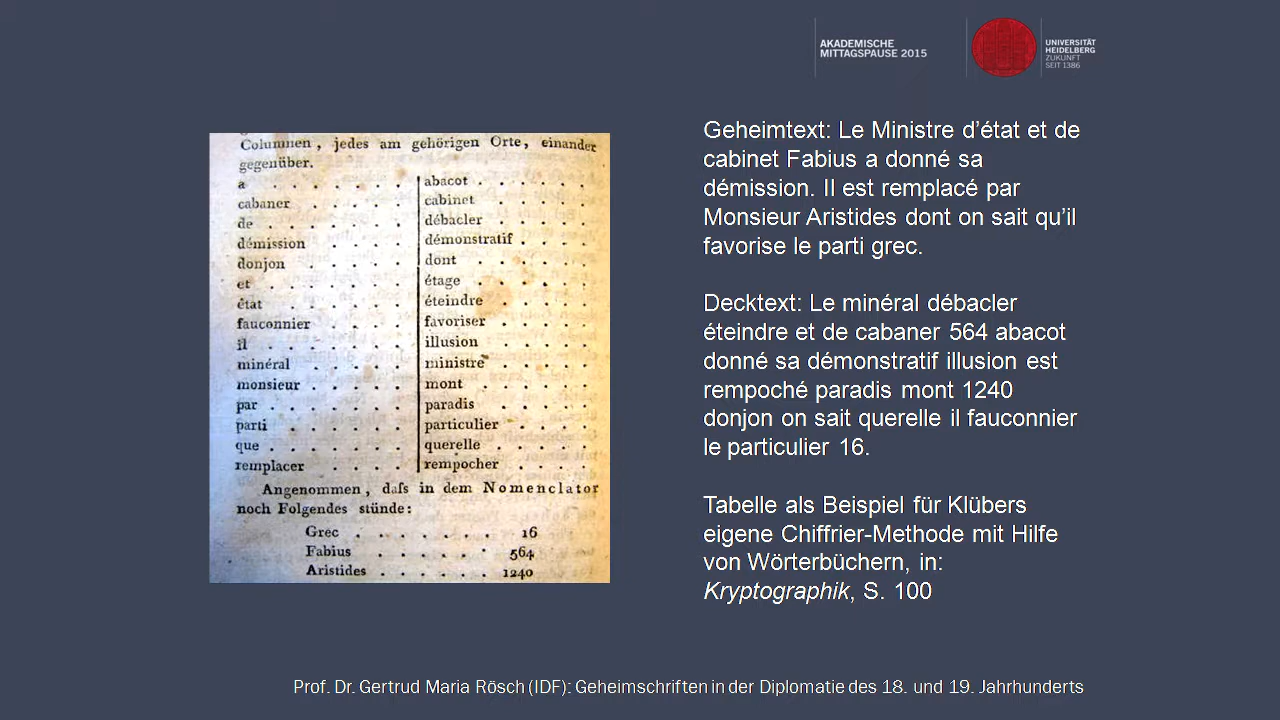 AKADEMISCHE
MITTAGSPAUSE 2015
UNIVERSITÄT
HEIDELBERG
ZUKUNFT
SEIT 1386
Columnen, jedes am gehörigen Orte, einander
gegenüber.
a . . . . . . . abacot . . . . . .
cabaner . . . . . cabinet . . . . . .
de . . . . . . . débacler . . . . .
démission . . . . démonstratif . . . .
donjon . . . . . dont . . . . . .
et . . . . . . . étage . . . . . .
état . . . . . . éteindre . . . . .
fauconnier . . . . favoriser . . . . .
il . . . . . . . illusion . . . . .
minéral . . . . . ministre . . . . .
monsieur . . . . . mont . . . . . .
par . . . . . . . paradis . . . . .
parti . . . . . . particulier . . . .
que . . . . . . . querelle . . . . .
remplacer . . . . rempocher . . . .
Angenommen, daſs in dem Nomenclator
noch Folgendes stünde:
Grec . . . . . . . 16
Fabius . . . . . . 564
Aristides . . . . . 1240
Geheimtext: Le Ministre d’état et de
cabinet Fabius a donné sa
démission. Il est remplacé par
Monsieur Aristides dont on sait qu’il
favorise le parti grec.
Decktext: Le minéral débacler
éteindre et de cabaner 564 abacot
donné sa démonstratif illusion est
rempoché paradis mont 1240
donjon on sait querelle il fauconnier
le particulier 16.
Tabelle als Beispiel für Klübers
eigene Chiffrier-Methode mit Hilfe
von Wörterbüchern, in:
Kryptographik, S. 100
Prof. Dr. Gertrud Maria Rösch (IDF): Geheimschriften in der Diplomatie des 18. und 19. Jahrhunderts